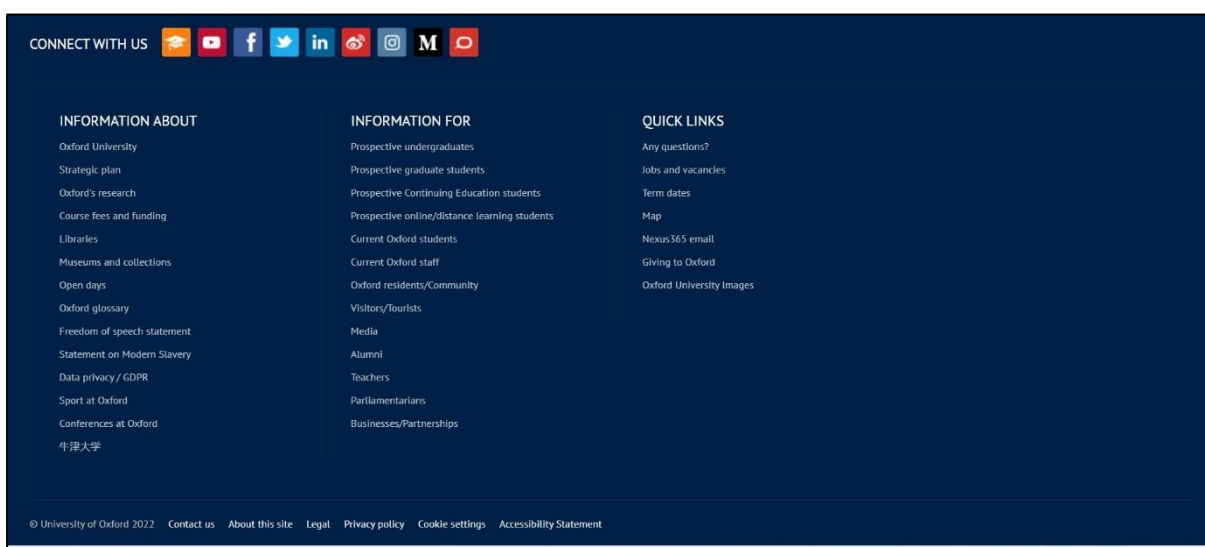 CONNECT WITH US
INFORMATION ABOUT
Oxford University
Strategic plan
Oxford's research
Course fees and funding
Libraries
Museums and collections
Open days
Oxford glossary
Freedom of speech statement
Statement on Modern Slavery
Data privacy / GDPR
Sport at Oxford
Conferences at Oxford
牛津大学
INFORMATION FOR
Prospective undergraduates
Prospective graduate students
Prospective Continuing Education students
Prospective online/distance learning students
Current Oxford students
Current Oxford staff
Oxford residents/Community
Visitors/Tourists
Media
Alumni
Teachers
Parliamentarians
Businesses/Partnerships
QUICK LINKS
Any questions?
Jobs and vacancies
Term dates
Map
Nexus365 email
Giving to Oxford
Oxford University Images
© University of Oxford 2022 Contact us About this site Legal Privacy policy Cookie settings Accessibility Statement